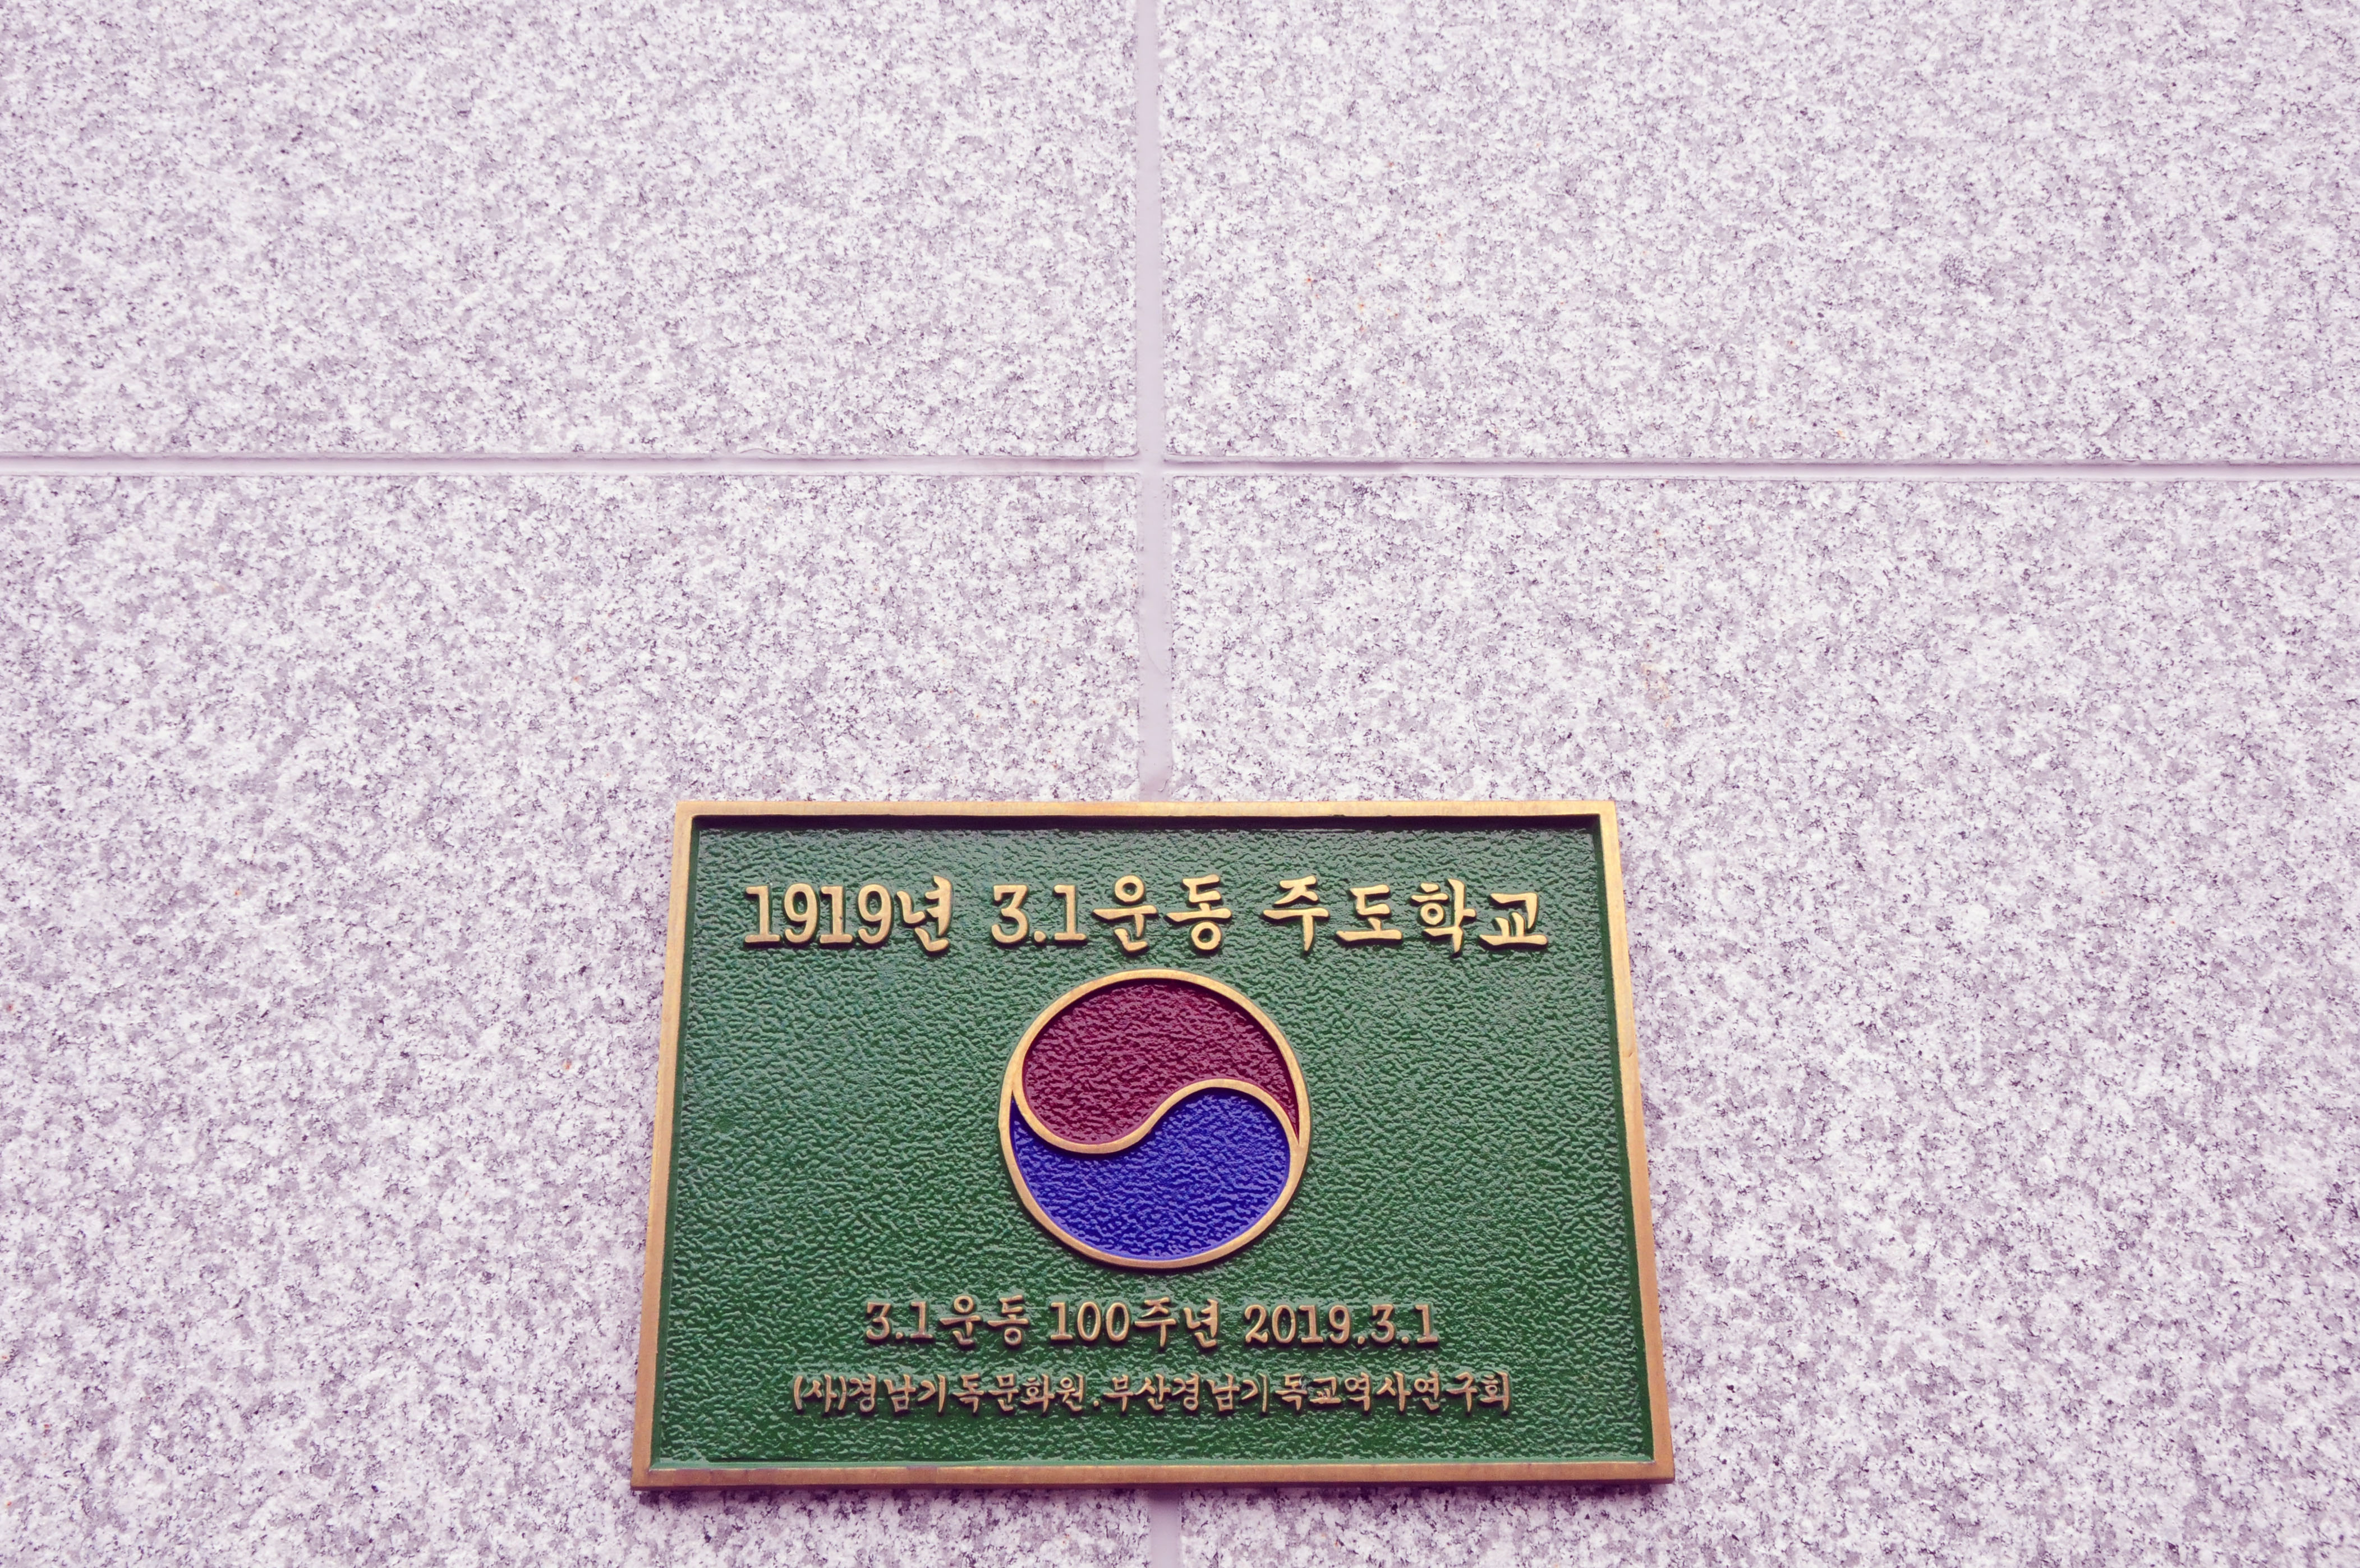 1919년 3.1운동 주도학교
3.1운동 100주년 2019.3.1
(사)경남기독문화원.부산경남기독교역사연구회